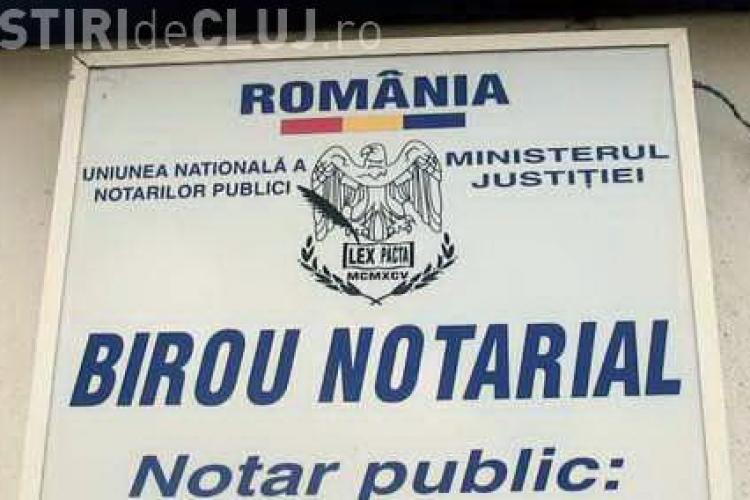 STIRIdeCLUJ.ro
ROMÂNIA
UNIUNEA NATIONALĂ A
NOTARILOR PUBLICI
MINISTERUL
JUSTIȚIEI
LEX PACTA
MCMXCV
BIROU NOTARIAL
Notar public: